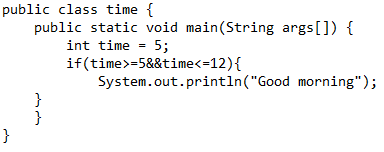 public class time {
    public static void main(String args[]) {
        int time = 5;
        if(time>=5&&time<=12){
            System.out.println("Good morning");
    }
    }
}